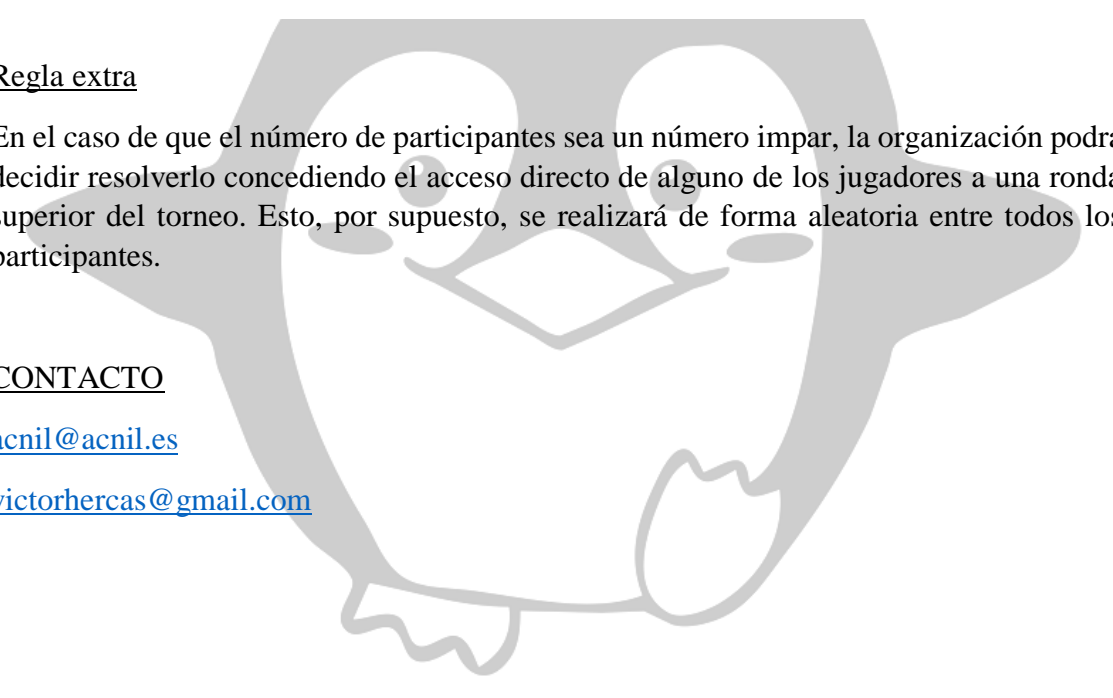 Regla extra
En el caso de que el número de participantes sea un número impar, la organización podrá
decidir resolverlo concediendo el acceso directo de alguno de los jugadores a una ronda
superior del torneo. Esto, por supuesto, se realizará de forma aleatoria entre todos los
participantes.
CONTACTO
acnil@acnil.es
victorhercas@gmail.com